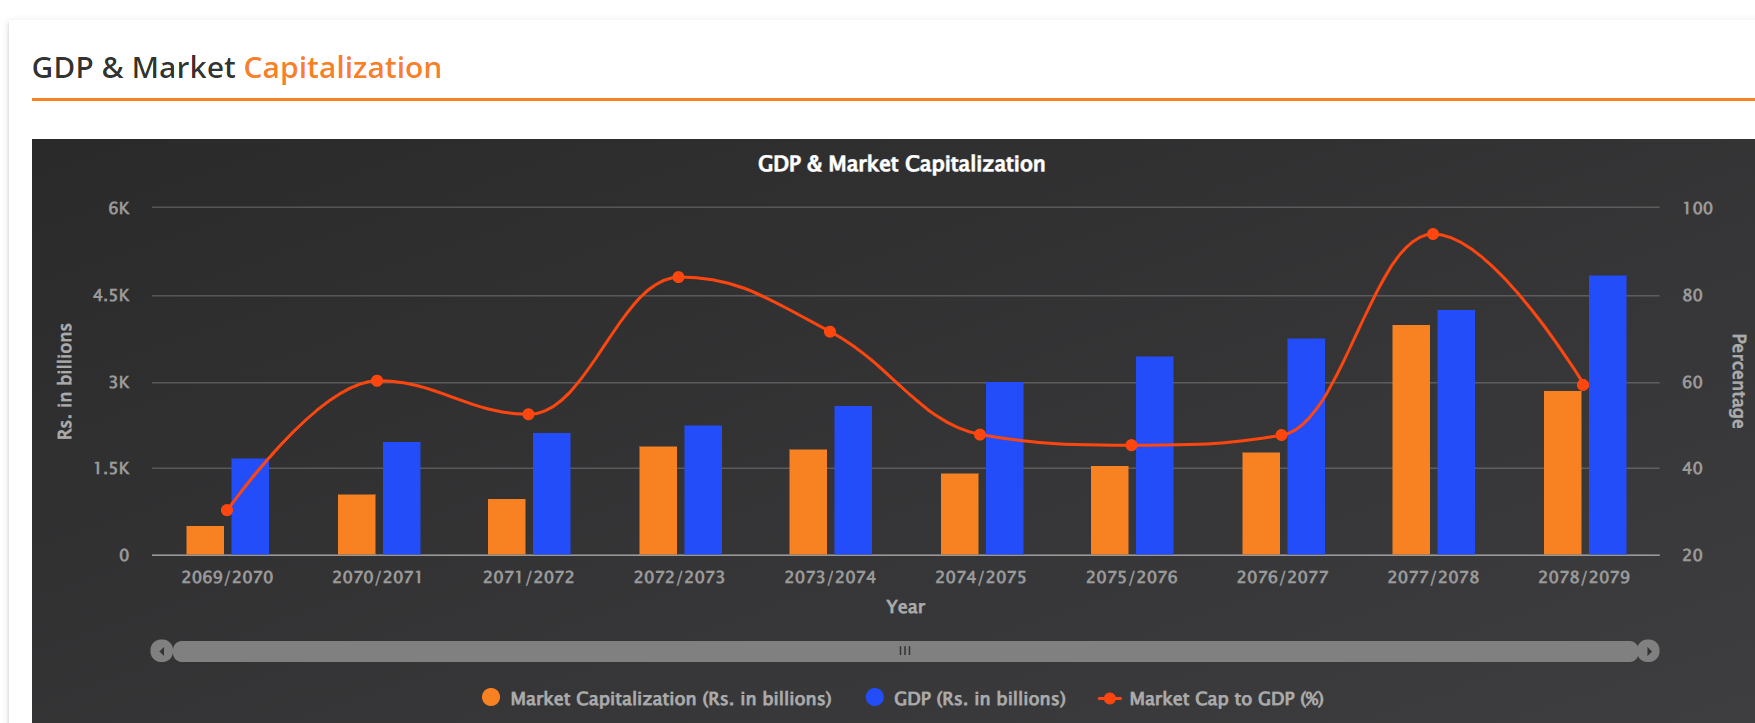 GDP & Market Capitalization
GDP & Market Capitalization
6K
4.5K
3K
1.5K
0
Rs. in billions
100
80
60
40
20
Percentage
2069/2070 2070/2071 2071/2072 2072/2073 2073/2074 2074/2075 2075/2076 2076/2077 2077/2078 2078/2079
Year
Market Capitalization (Rs. in billions) GDP (Rs. in billions) Market Cap to GDP (%)